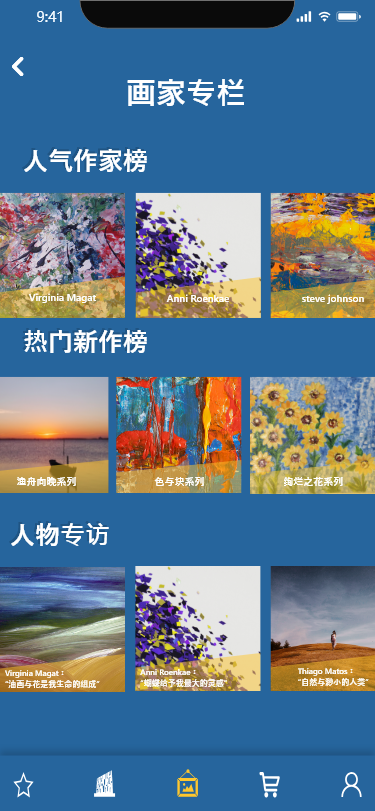 9:41
画家专栏
人气作家榜
Virginia Magat
Anni Roenkae
steve johnson
热门新作榜
渔舟向晚系列
色与块系列
绚烂之花系列
人物专访
Virginia Magat：
“油画与花是我生命的组成”
Anni Roenkae：
“蝴蝶给予我最大的灵感”
Thiago Matos：
“自然与渺小的人类”